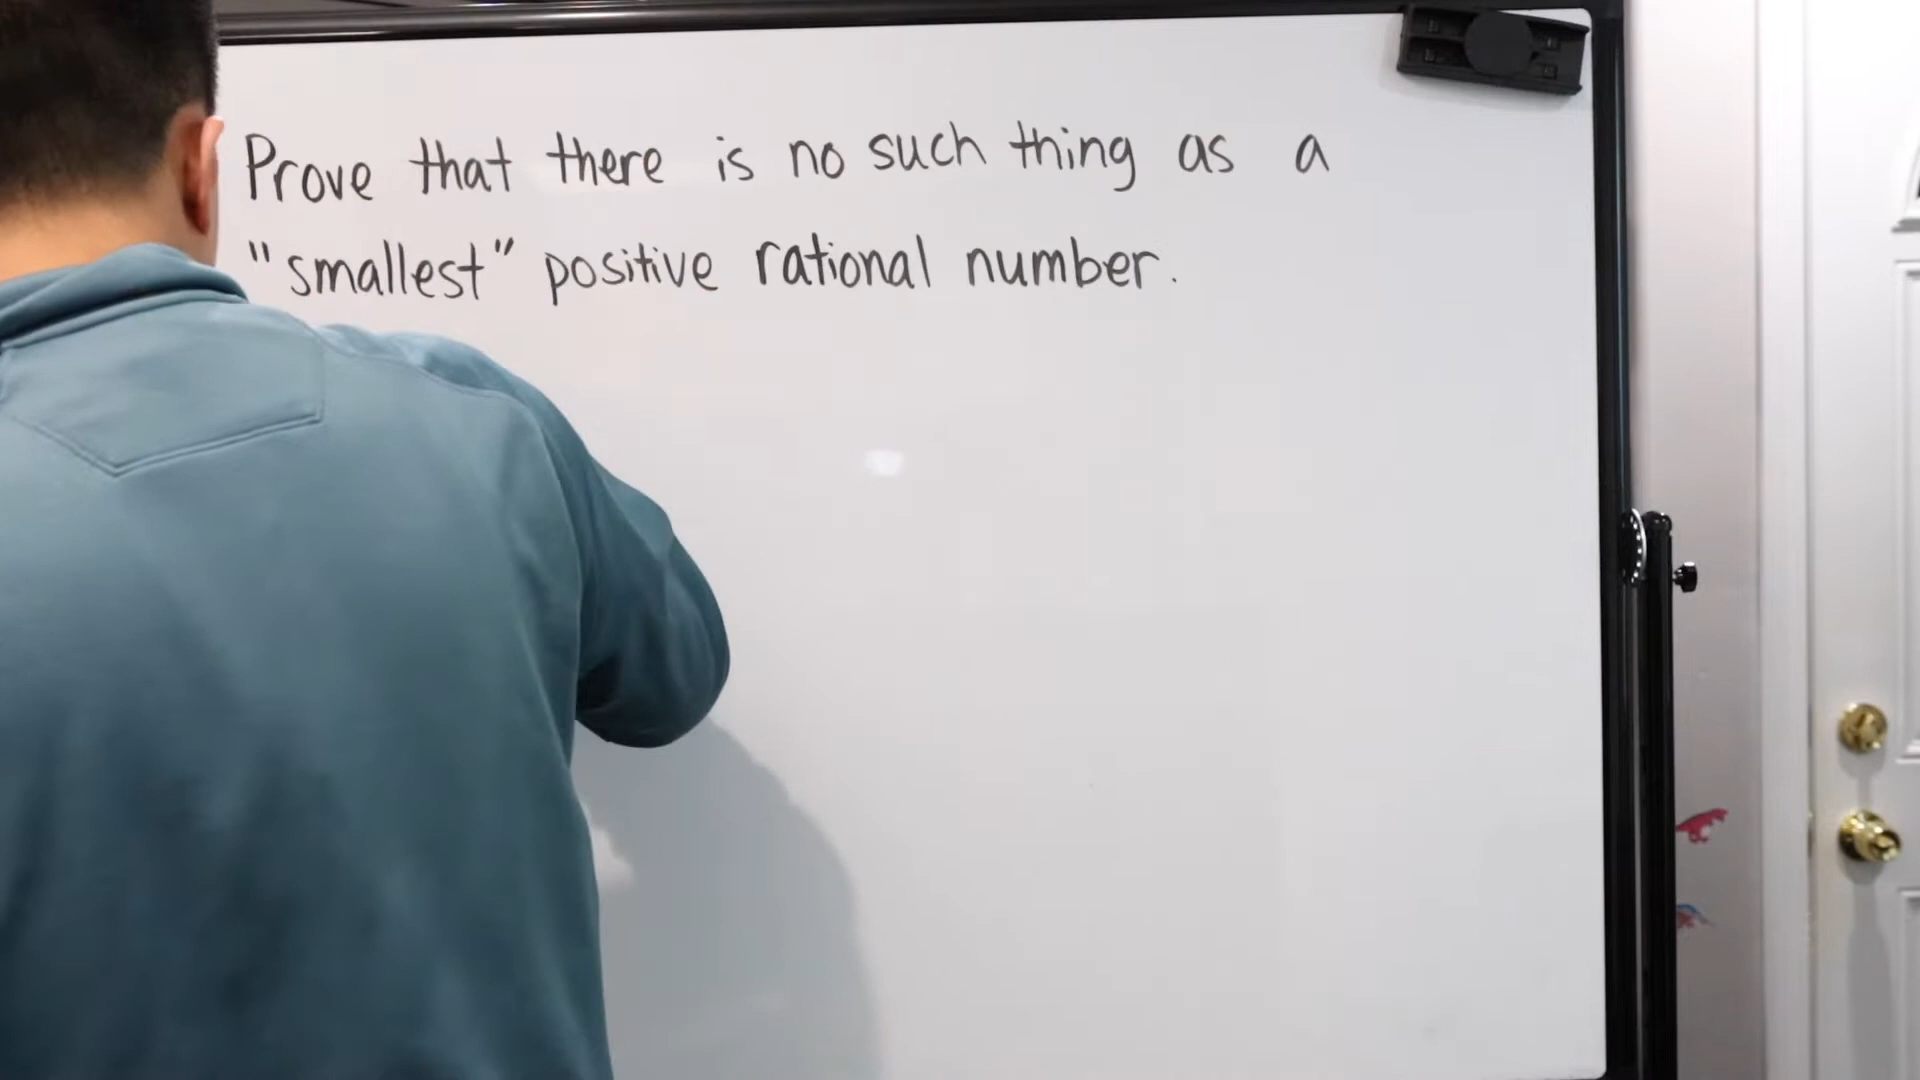 Prove that there is no such thing as a
"smallest" positive rational number.